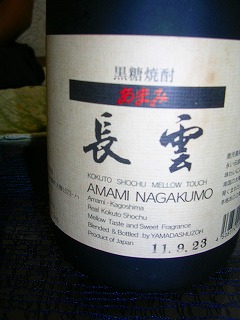 黒糖焼酎
あまみ
長雲
KOKUTO SHOCHU MELLOW TOUCH
AMAMI NAGAKUMO
Amami - Kagoshima
Real Kokuto Shochu
Mellow Taste and Sweet Fragrance
Blended & Bottled by YAMADASHUZOH
Product of Japan
11.9.23